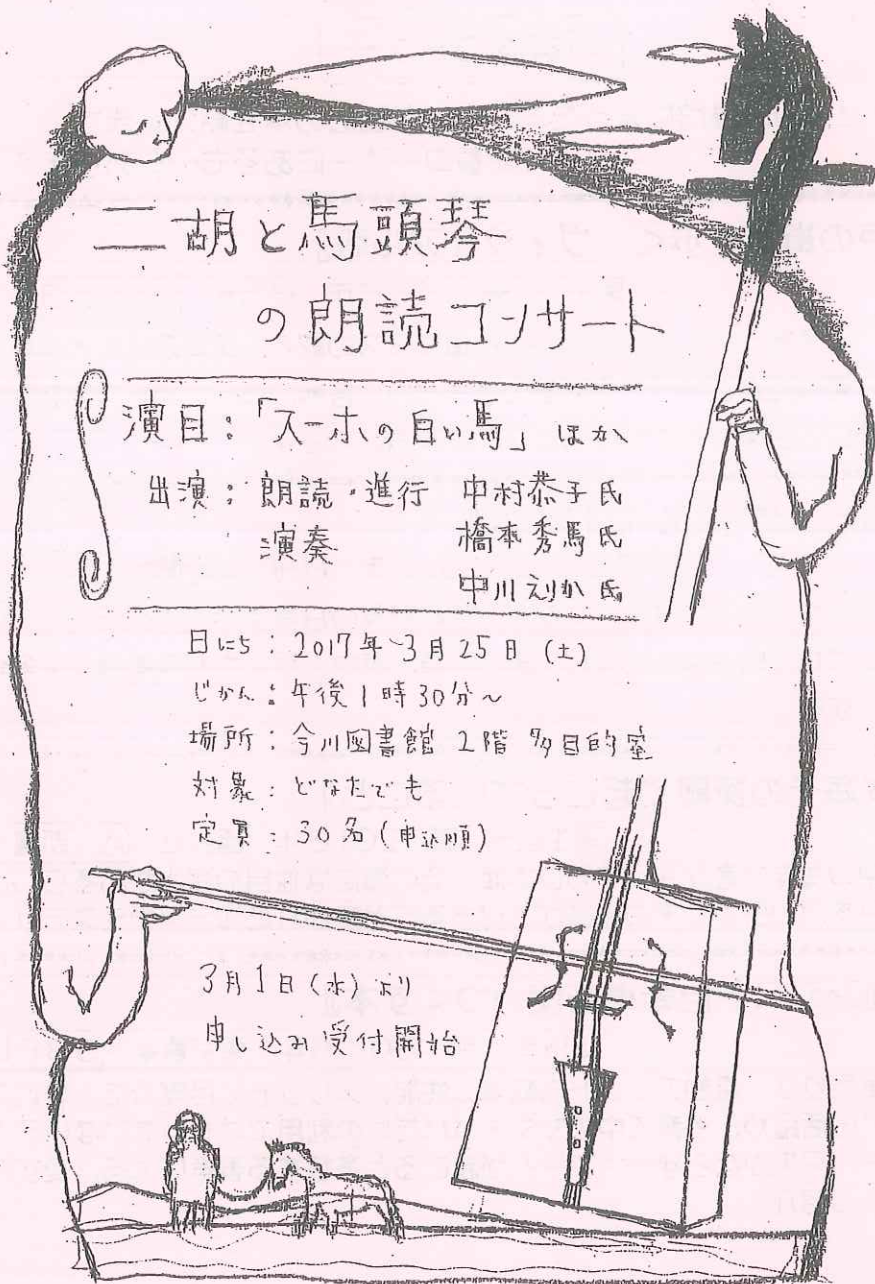 二胡と馬頭琴
の朗読コンサート
演目：「スーホの白い馬」ほか
出演：朗読・進行 中村恭子氏
演奏 橋本秀馬氏
中川えりか氏
日にち：2017年3月25日（土）
じかん：午後1時30分～
場所：今川図書館 2階 多目的室
対象：どなたでも
定員：30名（申込順）
3月1日（水）より
申し込み受付開始